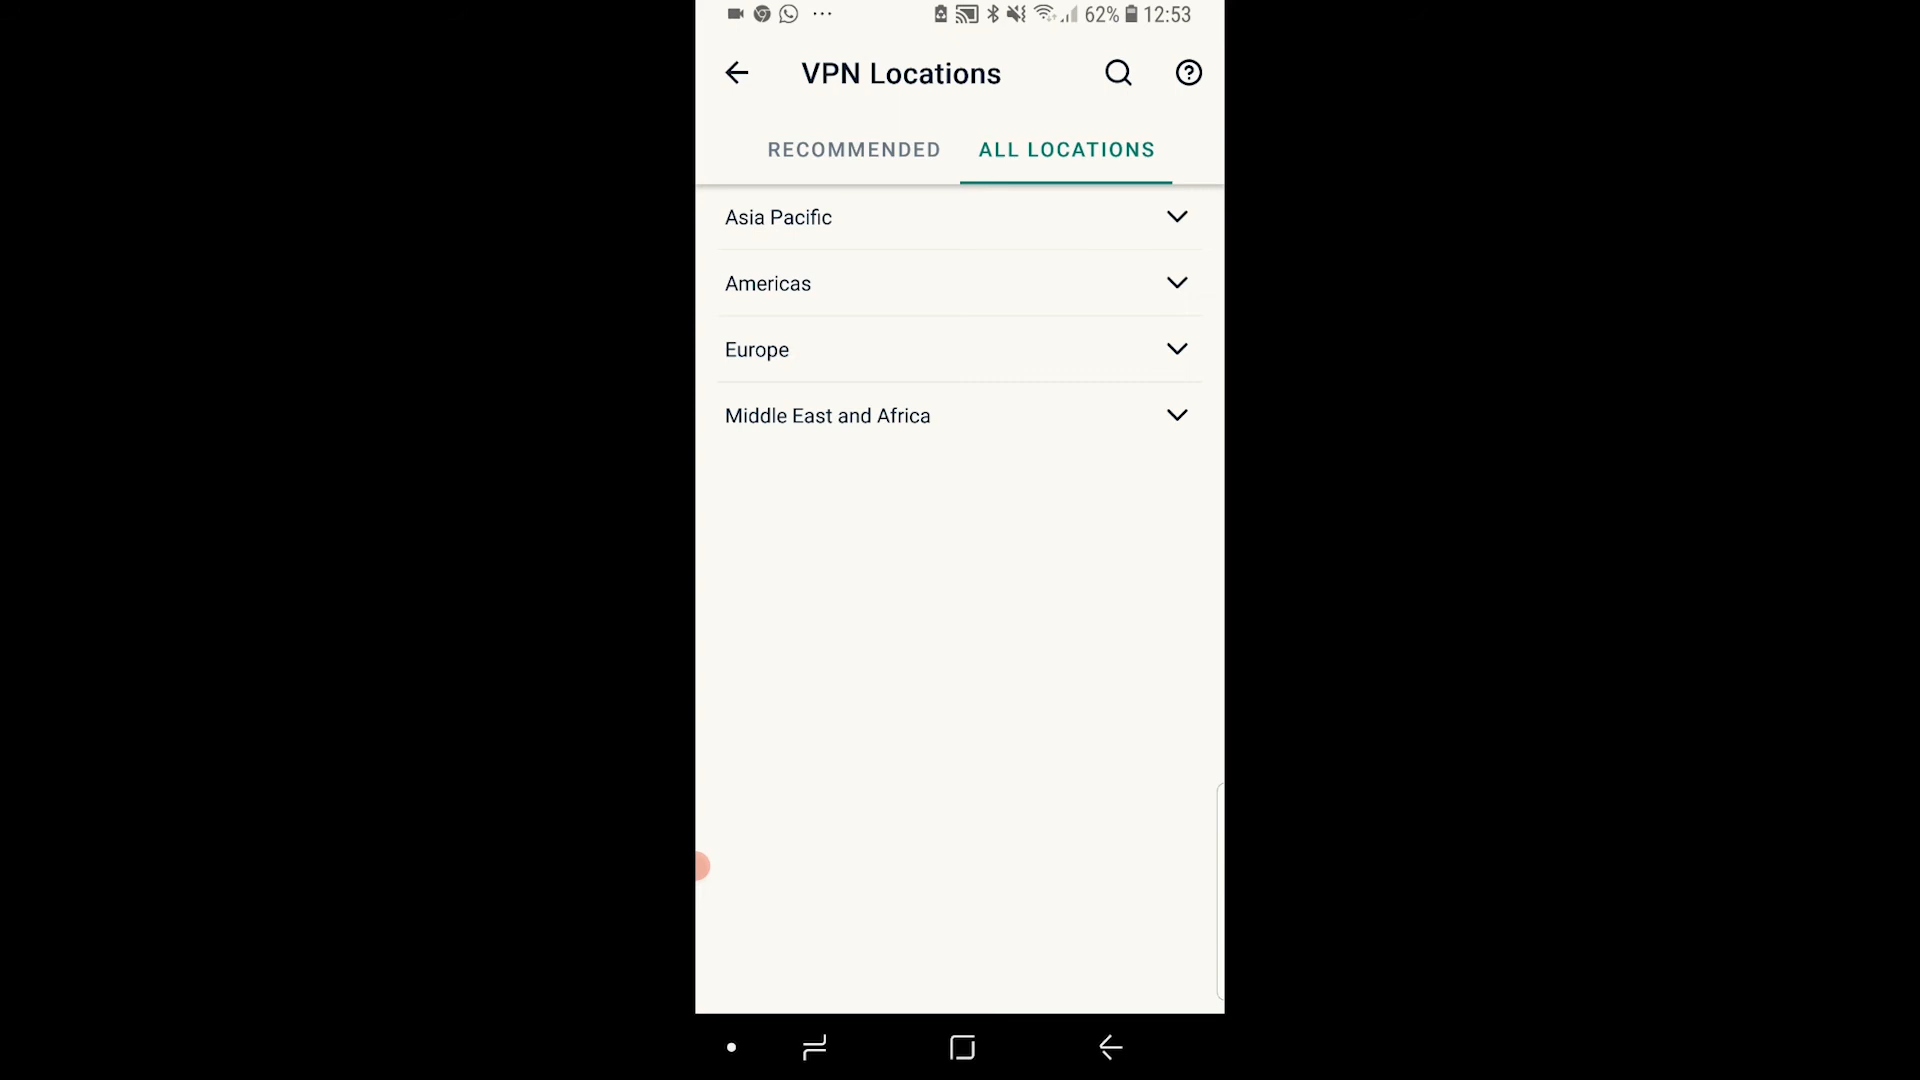 62% 12:53
VPN Locations
RECOMMENDED ALL LOCATIONS
Asia Pacific
Americas
Europe
Middle East and Africa